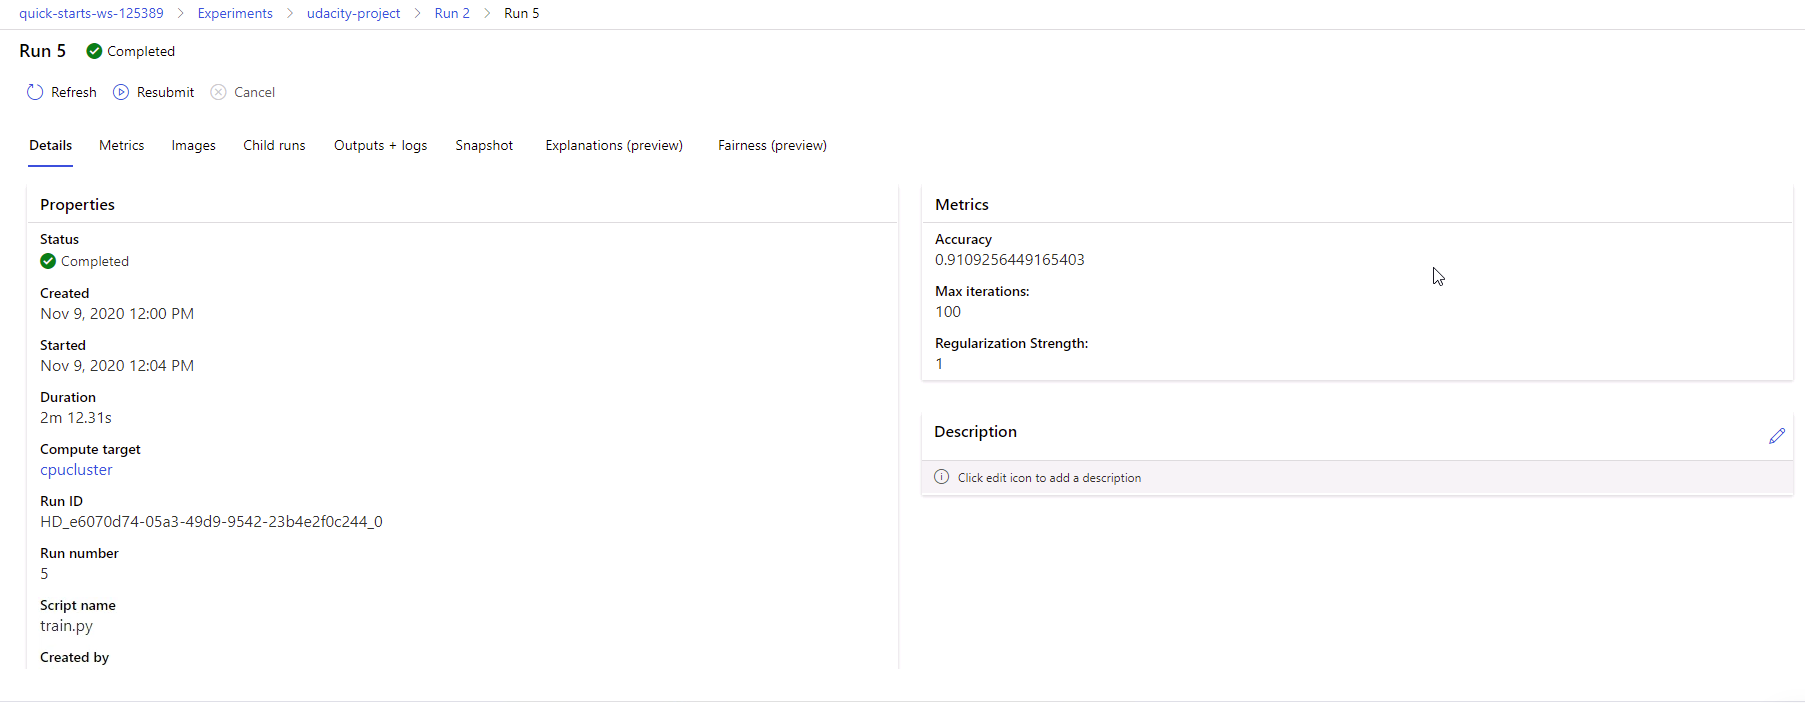 quick-starts-ws-125389 > Experiments > udacity-project > Run 2 > Run 5
Run 5 Completed
Refresh Resubmit Cancel
Details Metrics Images Child runs Outputs + logs Snapshot Explanations (preview) Fairness (preview)
Properties
Status
Completed
Created
Nov 9, 2020 12:00 PM
Started
Nov 9, 2020 12:04 PM
Duration
2m 12.31s
Compute target
cpucluster
Run ID
HD_e6070d74-05a3-49d9-9542-23b4e2f0c244_0
Run number
5
Script name
train.py
Created by
Metrics
Accuracy
0.9109256449165403
Max iterations:
100
Regularization Strength:
1
Description
Click edit icon to add a description